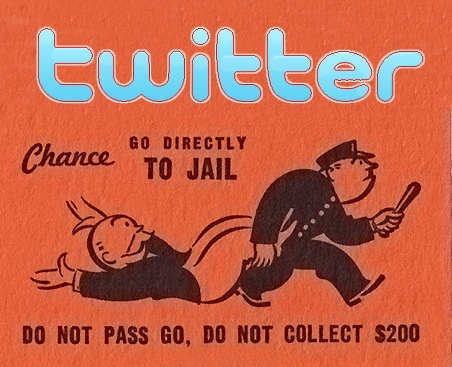 twitter
Chance
GO DIRECTLY
TO JAIL
DO NOT PASS GO, DO NOT COLLECT $200